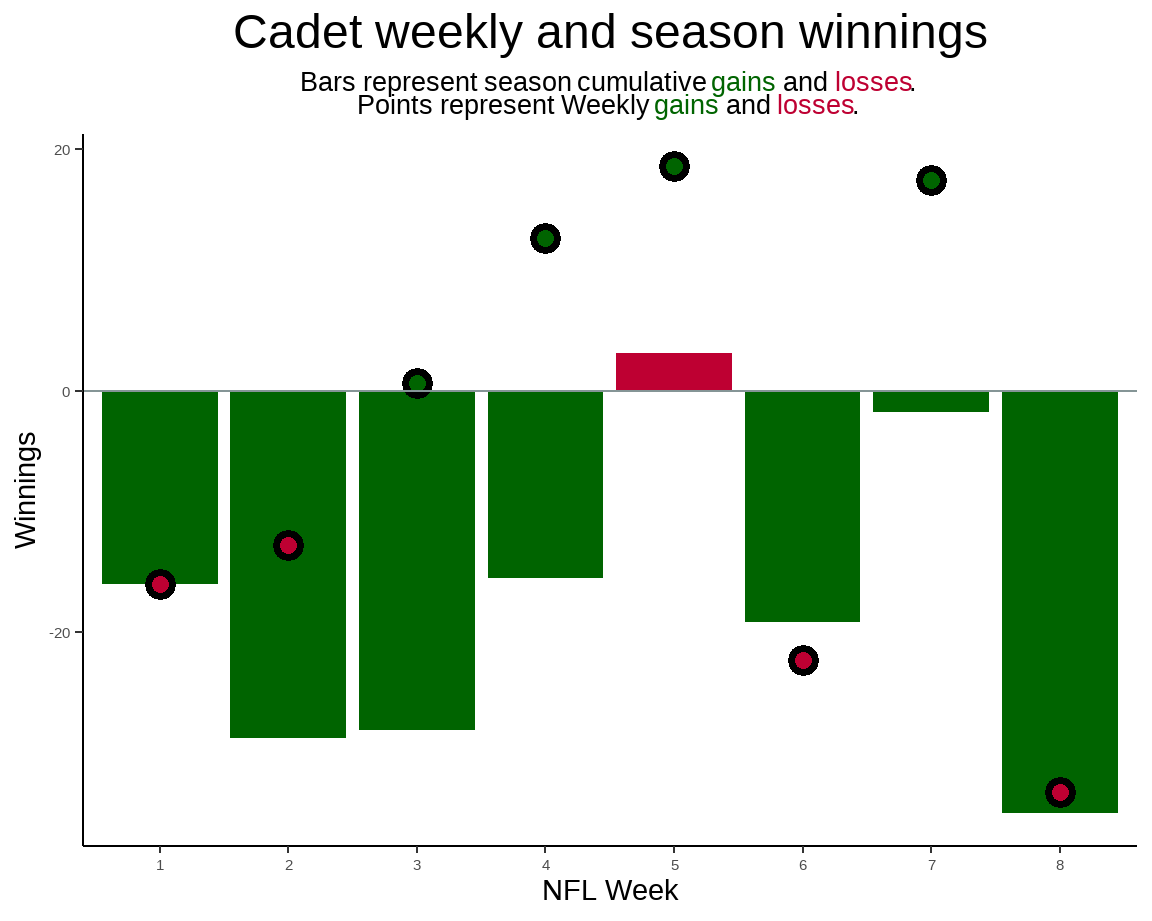 Cadet weekly and season winnings
Bars represent season cumulative gains and losses.
Points represent Weekly gains and losses.
20
0
-20
Winnings
1 2 3 4 5 6 7 8
NFL Week